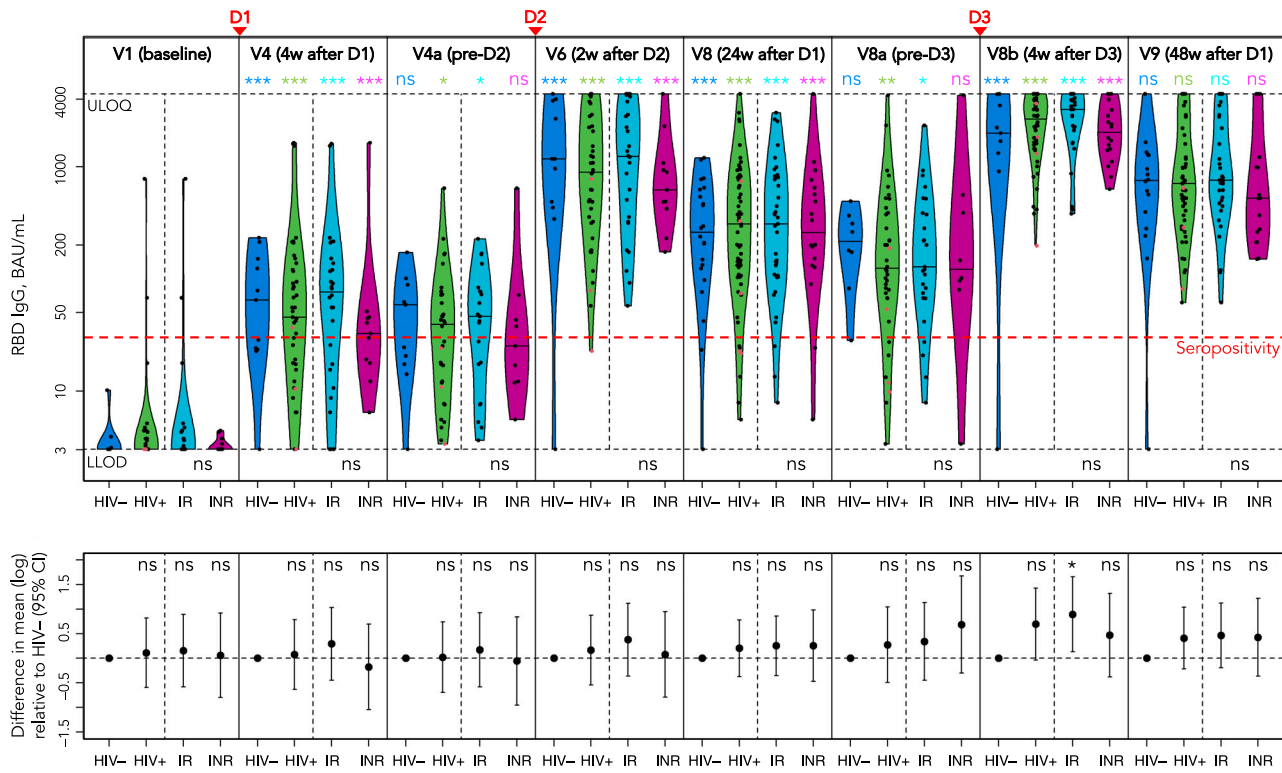 D1 D2 D3
V1 (baseline) V4 (4w after D1) V4a (pre-D2) V6 (2w after D2) V8 (24w after D1) V8a (pre-D3) V8b (4w after D3) V9 (48w after D1)
*** *** *** *** ns * * ns *** *** *** *** *** *** *** *** ns ** * ns *** *** *** *** ns ns ns ns
ULOQ
RBD IgG, BAU/mL
4000
1000
200
50
10
3
Seropositivity
LLOD ns ns ns ns ns ns ns ns
HIV– HIV+ IR INR HIV– HIV+ IR INR HIV– HIV+ IR INR HIV– HIV+ IR INR HIV– HIV+ IR INR HIV– HIV+ IR INR HIV– HIV+ IR INR HIV– HIV+ IR INR
Difference in mean (log)
relative to HIV– (95% CI)
ns ns ns ns ns ns ns ns ns ns ns ns ns ns ns ns ns ns ns * ns ns ns ns
1.5
0.5
–0.5
–1.5
HIV– HIV+ IR INR HIV– HIV+ IR INR HIV– HIV+ IR INR HIV– HIV+ IR INR HIV– HIV+ IR INR HIV– HIV+ IR INR HIV– HIV+ IR INR HIV– HIV+ IR INR